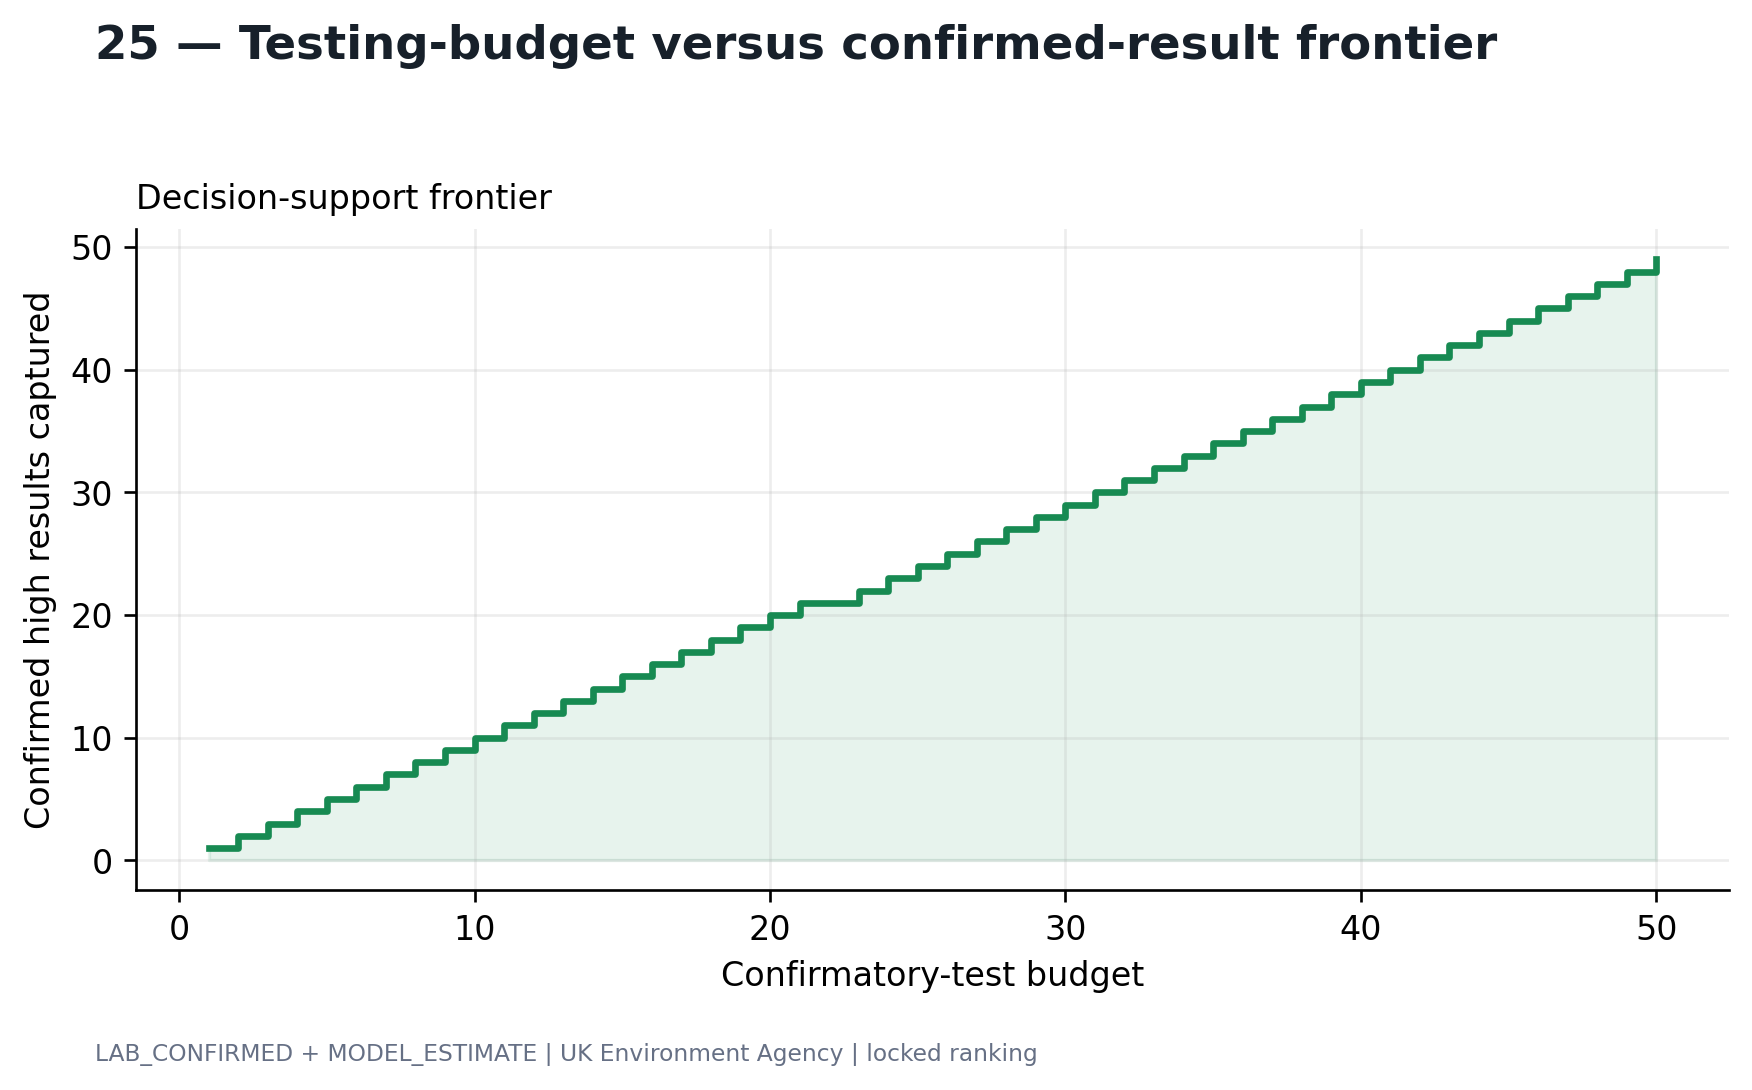 25 — Testing-budget versus confirmed-result frontier
Decision-support frontier
Confirmed high results captured
50
40
30
20
10
0
0 10 20 30 40 50
Confirmatory-test budget
LAB_CONFIRMED + MODEL_ESTIMATE | UK Environment Agency | locked ranking